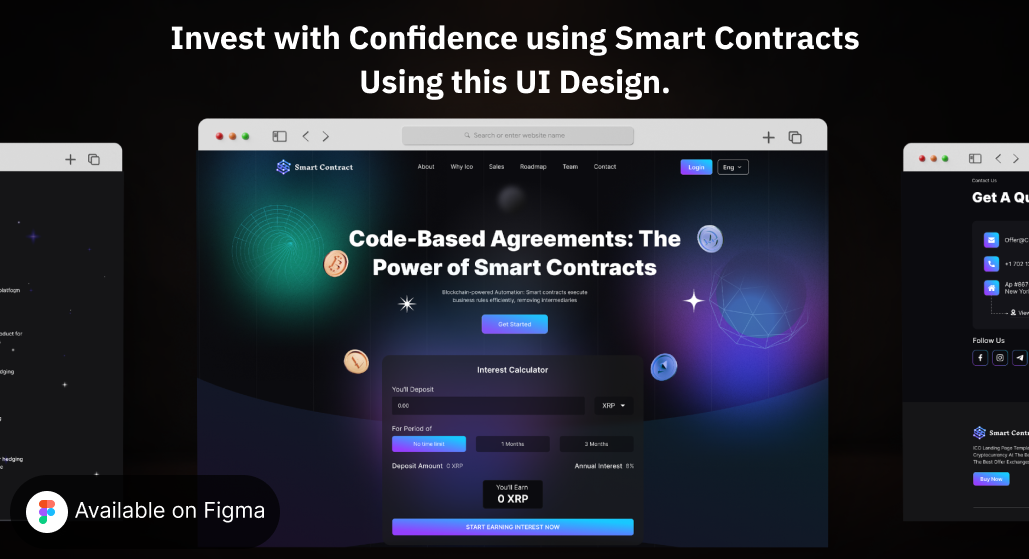 Invest with Confidence using Smart Contracts
Using this UI Design.
Search or enter website name
Smart Contract
About
Why Ico
Sales
Roadmap
Team
Contact
Login
Eng
Code-Based Agreements: The
Power of Smart Contracts
Blockchain-powered Automation: Smart contracts execute
business rules efficiently, removing intermediaries
Get Started
Interest Calculator
You'll Deposit
0.00
XRP
For Period of
No time limit
1 Months
3 Months
Deposit Amount 0 XRP
Annual Interest 8%
You'll Earn
0 XRP
START EARNING INTEREST NOW
platform
oduct for
dging
r hedging
Contact Us
Get A Qu
Offer@C
+1 702 1
Ap #867
New York
View
Follow Us
Smart Contr
ICO Landing Page Templa
Cryptocurrency At The Be
The Best Offer Exchange
Buy Now
Available on Figma